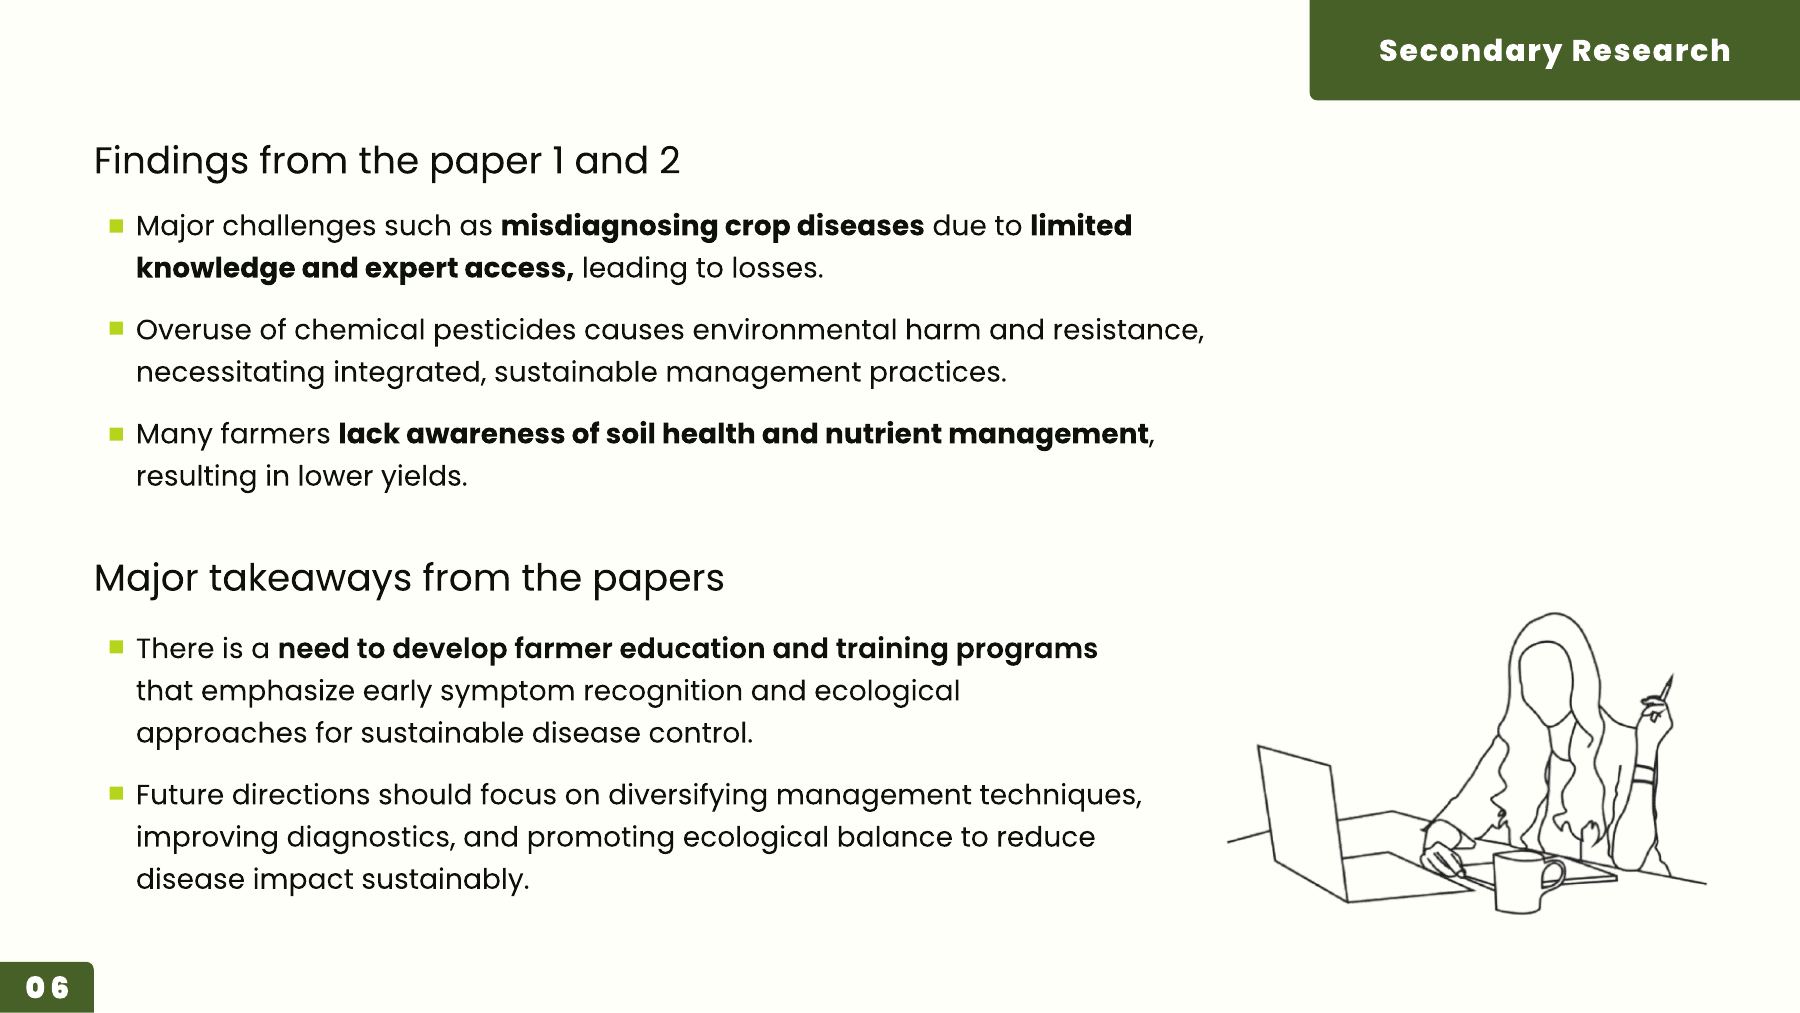 Secondary Research
Findings from the paper 1 and 2
Major challenges such as misdiagnosing crop diseases due to limited
knowledge and expert access, leading to losses.
Overuse of chemical pesticides causes environmental harm and resistance,
necessitating integrated, sustainable management practices.
Many farmers lack awareness of soil health and nutrient management,
resulting in lower yields.
Major takeaways from the papers
There is a need to develop farmer education and training programs
that emphasize early symptom recognition and ecological
approaches for sustainable disease control.
Future directions should focus on diversifying management techniques,
improving diagnostics, and promoting ecological balance to reduce
disease impact sustainably.
06